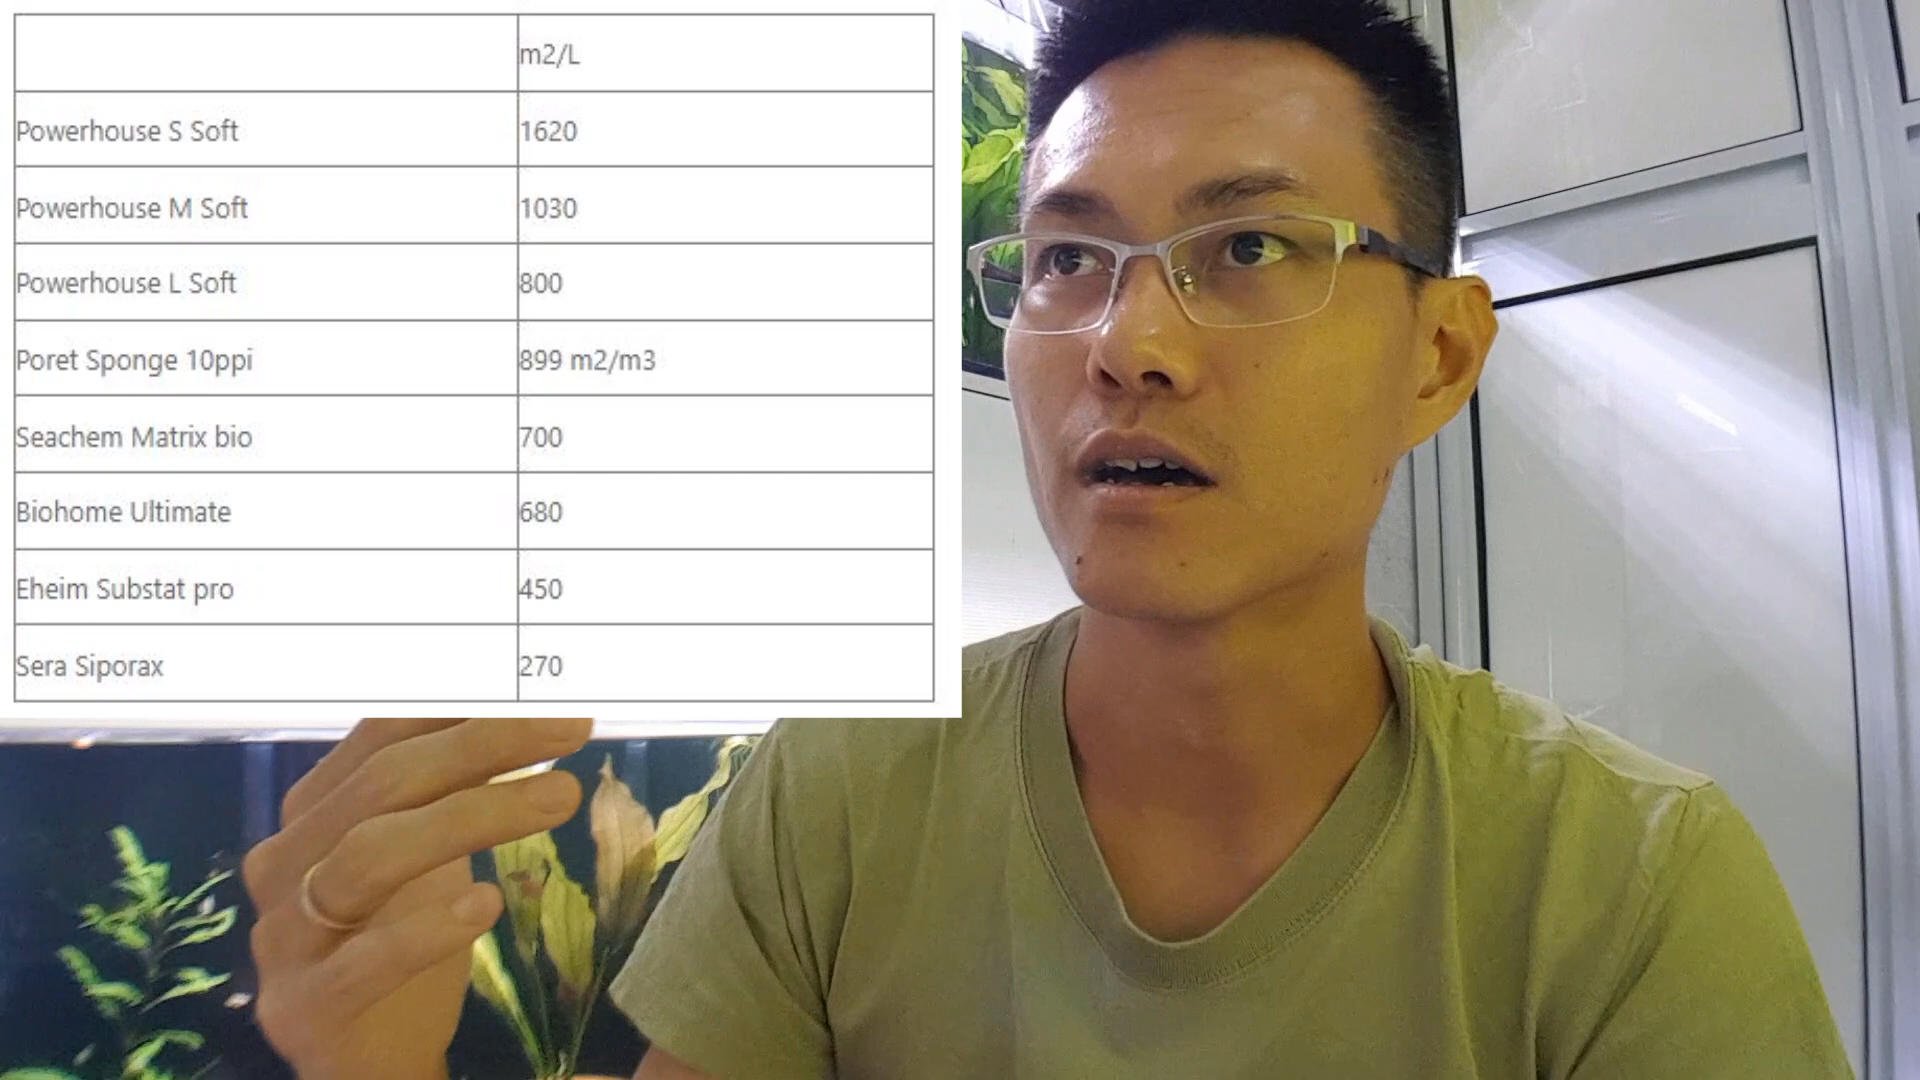 m2/L
Powerhouse S Soft 1620
Powerhouse M Soft 1030
Powerhouse L Soft 800
Poret Sponge 10ppi 899 m2/m3
Seachem Matrix bio 700
Biohome Ultimate 680
Eheim Substat pro 450
Sera Siporax 270